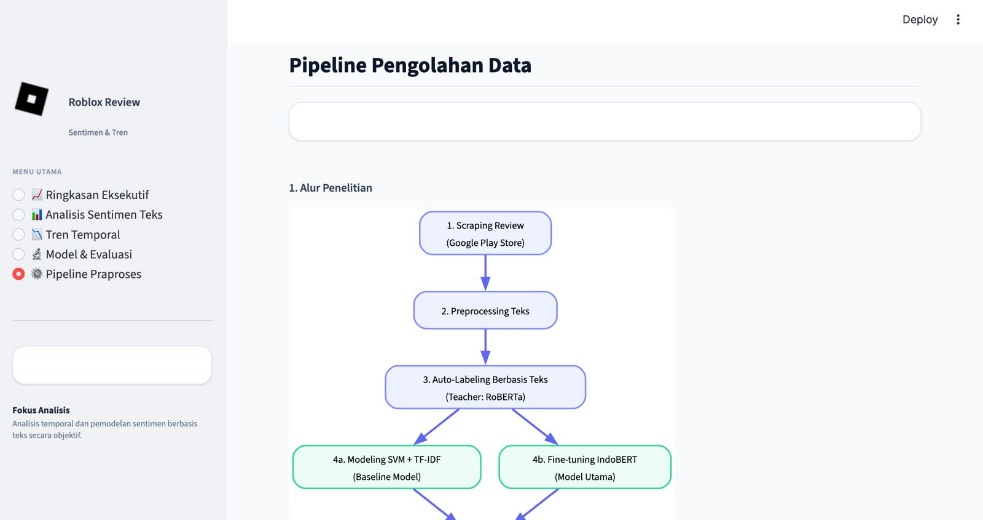 Deploy
Pipeline Pengolahan Data
Roblox Review
Sentimen & Tren
MENU UTAMA
Ringkasan Eksekutif
Analisis Sentimen Teks
Tren Temporal
Model & Evaluasi
Pipeline Praproses
Fokus Analisis
Analisis temporal dan pemodelan sentimen berbasis
teks secara objektif.
1. Alur Penelitian
1. Scraping Review
(Google Play Store)
2. Preprocessing Teks
3. Auto-Labeling Berbasis Teks
(Teacher: RoBERTa)
4a. Modeling SVM + TF-IDF
(Baseline Model)
4b. Fine-tuning IndoBERT
(Model Utama)